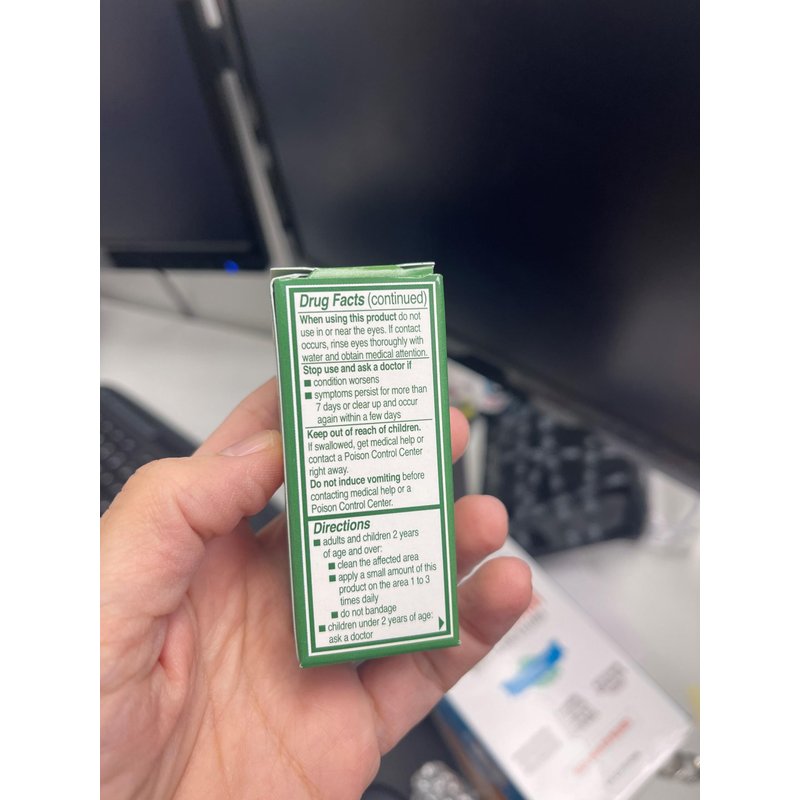 Drug Facts (continued)
When using this product do not
use in or near the eyes. If contact
occurs, rinse eyes thoroughly with
water and obtain medical attention.
Stop use and ask a doctor if
■ condition worsens
■ symptoms persist for more than
7 days or clear up and occur
again within a few days
Keep out of reach of children.
If swallowed, get medical help or
contact a Poison Control Center
right away.
Do not induce vomiting before
contacting medical help or a
Poison Control Center.
Directions
■ adults and children 2 years
of age and over:
■ clean the affected area
■ apply a small amount of this
product on the area 1 to 3
times daily
■ do not bandage
■ children under 2 years of age:
ask a doctor